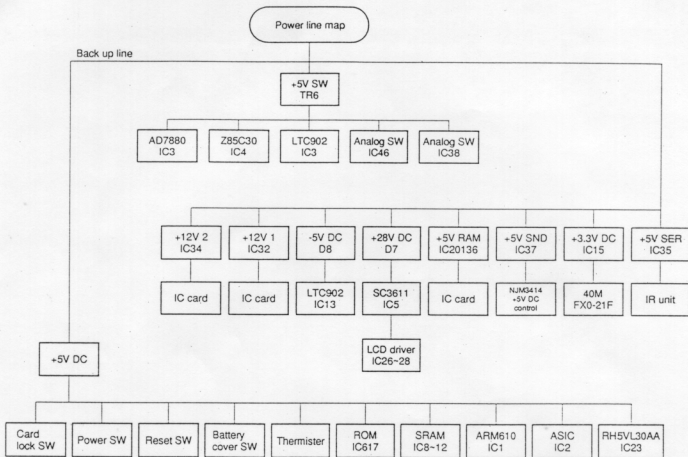 Power line map
Back up line
+5V SW
TR6
AD7880
IC3
Z85C30
IC4
LTC902
IC3
Analog SW
IC46
Analog SW
IC38
+12V 2
IC34
+12V 1
IC32
-5V DC
D8
+28V DC
D7
+5V RAM
IC20136
+5V SND
IC37
+3.3V DC
IC15
+5V SER
IC35
IC card
IC card
LTC902
IC13
SC3611
IC5
IC card
NJM3414
+5V DC
control
40M
FX0-21F
IR unit
LCD driver
IC26~28
+5V DC
Card
lock SW
Power SW
Reset SW
Battery
cover SW
Thermister
ROM
IC617
SRAM
IC8~12
ARM610
IC1
ASIC
IC2
RH5VL30AA
IC23